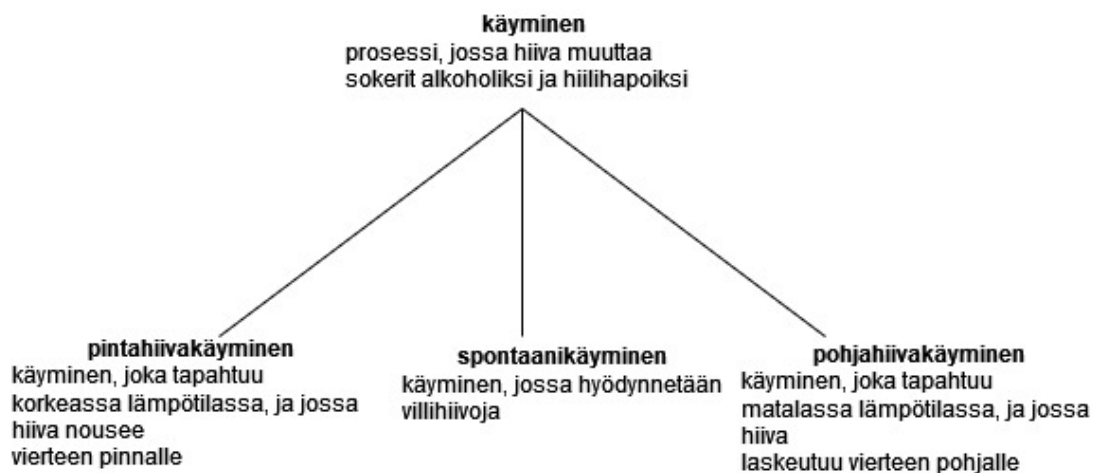 käyminen
prosessi, jossa hiiva muuttaa
sokerit alkoholiksi ja hiilihapoiksi
pintahiivakäyminen
käyminen, joka tapahtuu
korkeassa lämpötilassa, ja jossa
hiiva nousee
vierteen pinnalle
spontaanikäyminen
käyminen, jossa hyödynnetään
villihiivoja
pohjahiivakäyminen
käyminen, joka tapahtuu
matalassa lämpötilassa, ja jossa
hiiva
laskeutuu vierteen pohjalle